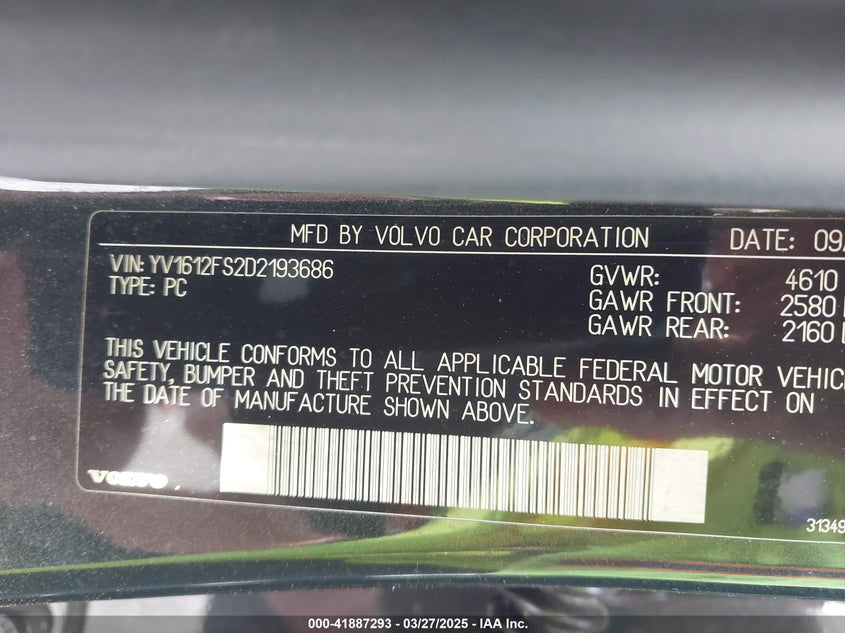 MFD BY VOLVO CAR CORPORATION DATE: 09/
VIN: YV1612FS2D2193686
TYPE: PC
GVWR: 4610
GAWR FRONT: 2580
GAWR REAR: 2160
THIS VEHICLE CONFORMS TO ALL APPLICABLE FEDERAL MOTOR VEHIC
SAFETY, BUMPER AND THEFT PREVENTION STANDARDS IN EFFECT ON
THE DATE OF MANUFACTURE SHOWN ABOVE.
VOLVO
31349
000-41887293 — 03/27/2025 — IAA Inc.